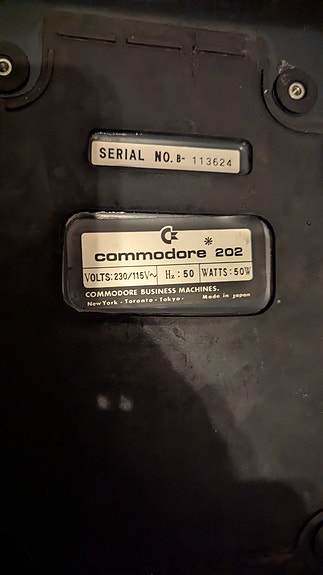 SERIAL NO. B- 113624
commodore * 202
VOLTS: 230/115V~ Hz: 50 WATTS: 50W
COMMODORE BUSINESS MACHINES.
New York - Toronto - Tokyo - Made in japan